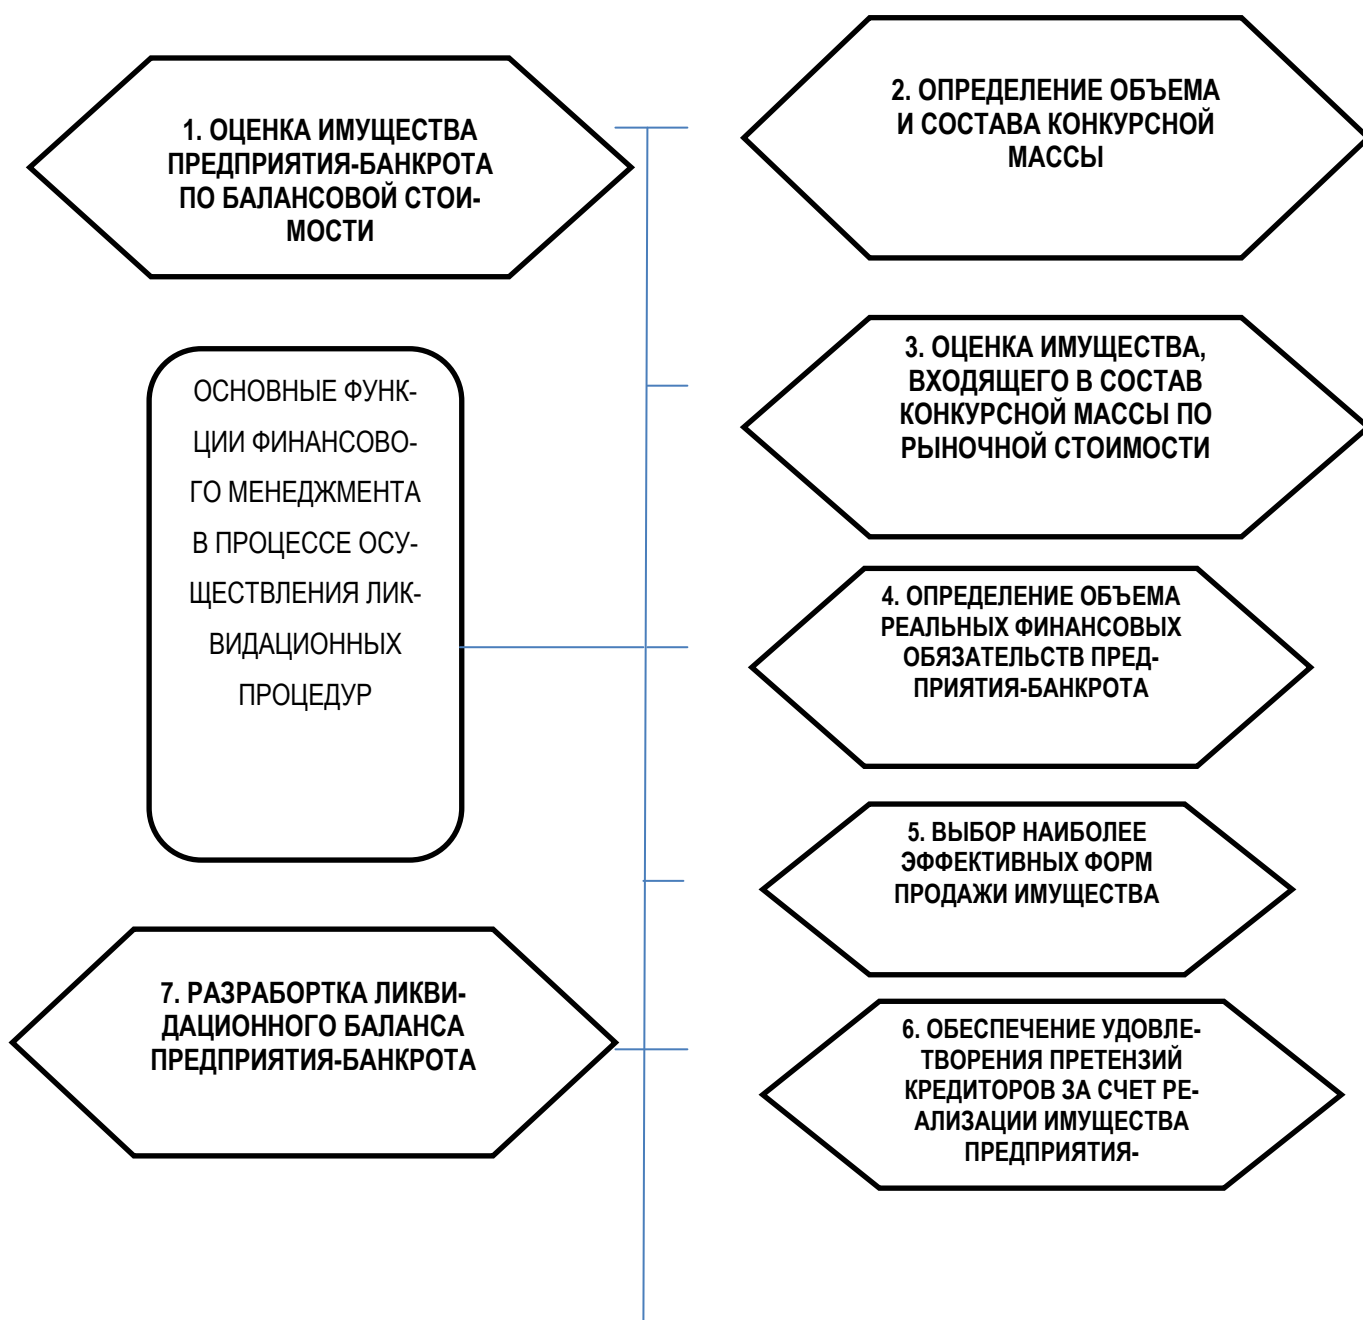 1. ОЦЕНКА ИМУЩЕСТВА
ПРЕДПРИЯТИЯ-БАНКРОТА
ПО БАЛАНСОВОЙ СТОИ-
МОСТИ
2. ОПРЕДЕЛЕНИЕ ОБЪЕМА
И СОСТАВА КОНКУРСНОЙ
МАССЫ
ОСНОВНЫЕ ФУНК-
ЦИИ ФИНАНСОВО-
ГО МЕНЕДЖМЕНТА
В ПРОЦЕССЕ ОСУ-
ЩЕСТВЛЕНИЯ ЛИК-
ВИДАЦИОННЫХ
ПРОЦЕДУР
3. ОЦЕНКА ИМУЩЕСТВА,
ВХОДЯЩЕГО В СОСТАВ
КОНКУРСНОЙ МАССЫ ПО
РЫНОЧНОЙ СТОИМОСТИ
4. ОПРЕДЕЛЕНИЕ ОБЪЕМА
РЕАЛЬНЫХ ФИНАНСОВЫХ
ОБЯЗАТЕЛЬСТВ ПРЕД-
ПРИЯТИЯ-БАНКРОТА
5. ВЫБОР НАИБОЛЕЕ
ЭФФЕКТИВНЫХ ФОРМ
ПРОДАЖИ ИМУЩЕСТВА
7. РАЗРАБОРТКА ЛИКВИ-
ДАЦИОННОГО БАЛАНСА
ПРЕДПРИЯТИЯ-БАНКРОТА
6. ОБЕСПЕЧЕНИЕ УДОВЛЕ-
ТВОРЕНИЯ ПРЕТЕНЗИЙ
КРЕДИТОРОВ ЗА СЧЕТ РЕ-
АЛИЗАЦИИ ИМУЩЕСТВА
ПРЕДПРИЯТИЯ-